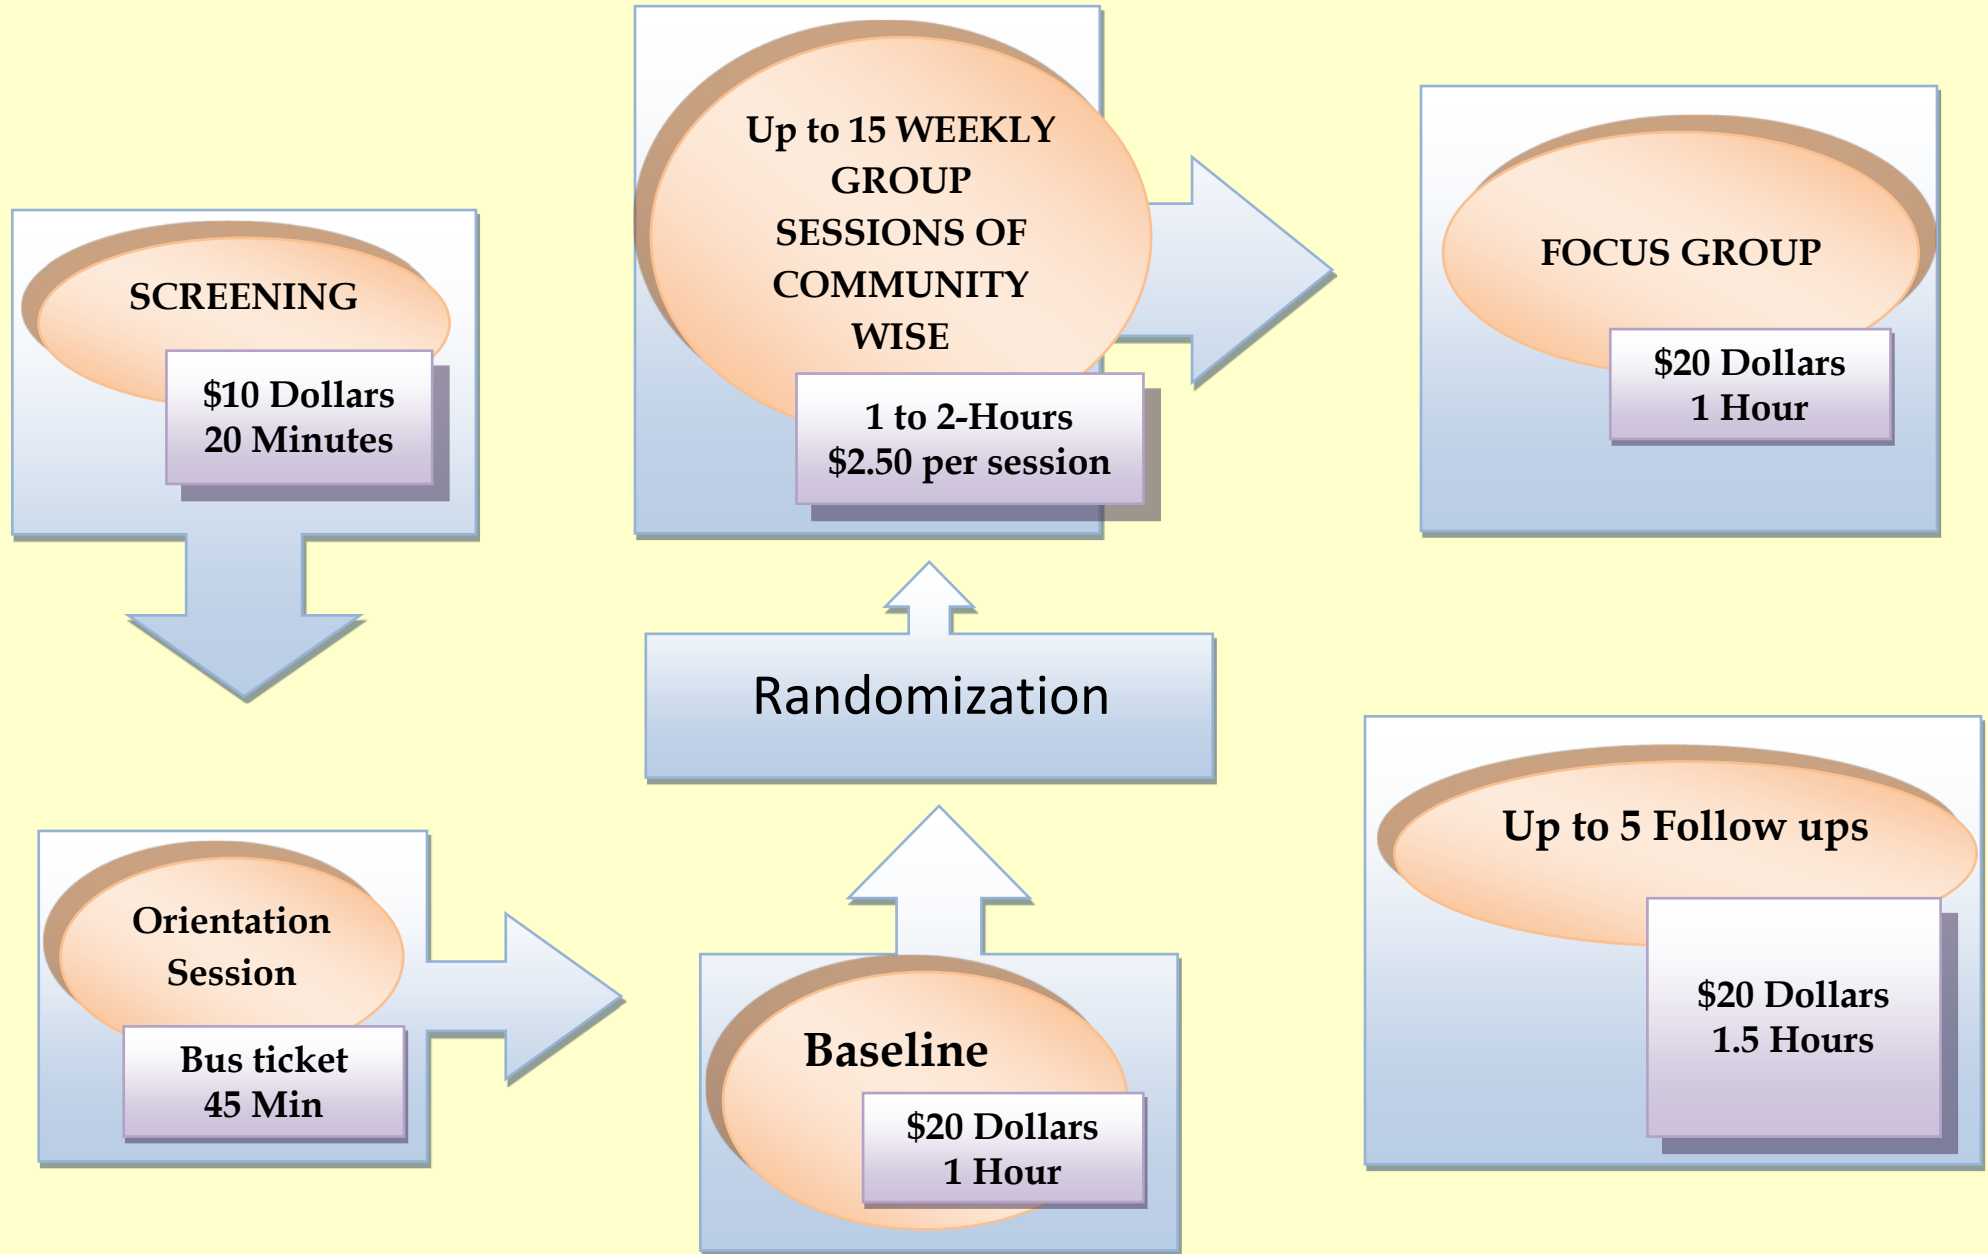 SCREENING
$10 Dollars
20 Minutes
Orientation
Session
Bus ticket
45 Min
Baseline
$20 Dollars
1 Hour
Randomization
Up to 15 WEEKLY
GROUP
SESSIONS OF
COMMUNITY
WISE
1 to 2-Hours
$2.50 per session
FOCUS GROUP
$20 Dollars
1 Hour
Up to 5 Follow ups
$20 Dollars
1.5 Hours